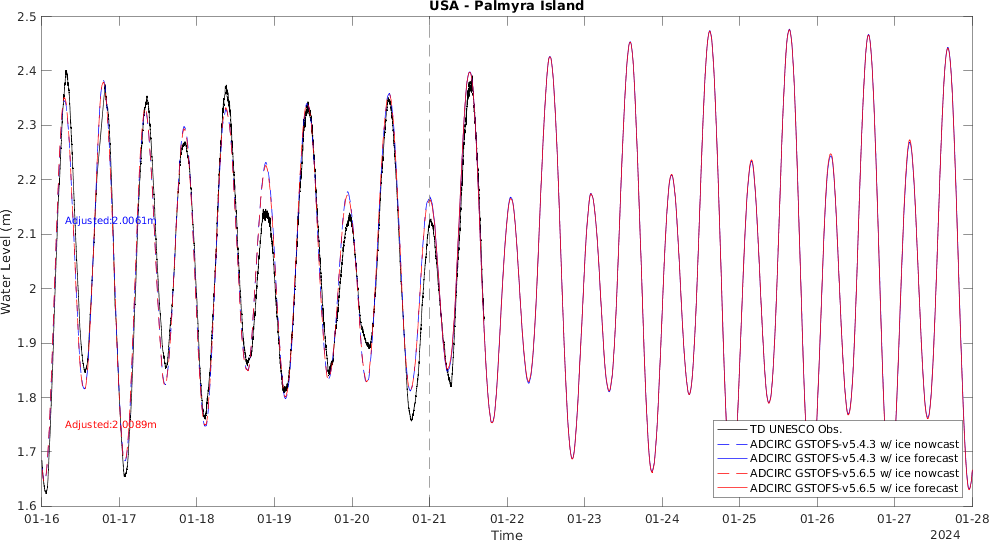 USA - Palmyra Island
2.5
2.4
2.3
2.2
2.1
2
1.9
1.8
1.7
1.6
Water Level (m)
Adjusted:2.0061m
Adjusted:2.0089m
TD UNESCO Obs.
ADCIRC GSTOFS-v5.4.3 w/ ice nowcast
ADCIRC GSTOFS-v5.4.3 w/ ice forecast
ADCIRC GSTOFS-v5.6.5 w/ ice nowcast
ADCIRC GSTOFS-v5.6.5 w/ ice forecast
01-16 01-17 01-18 01-19 01-20 01-21 01-22 01-23 01-24 01-25 01-26 01-27 01-28
Time
2024